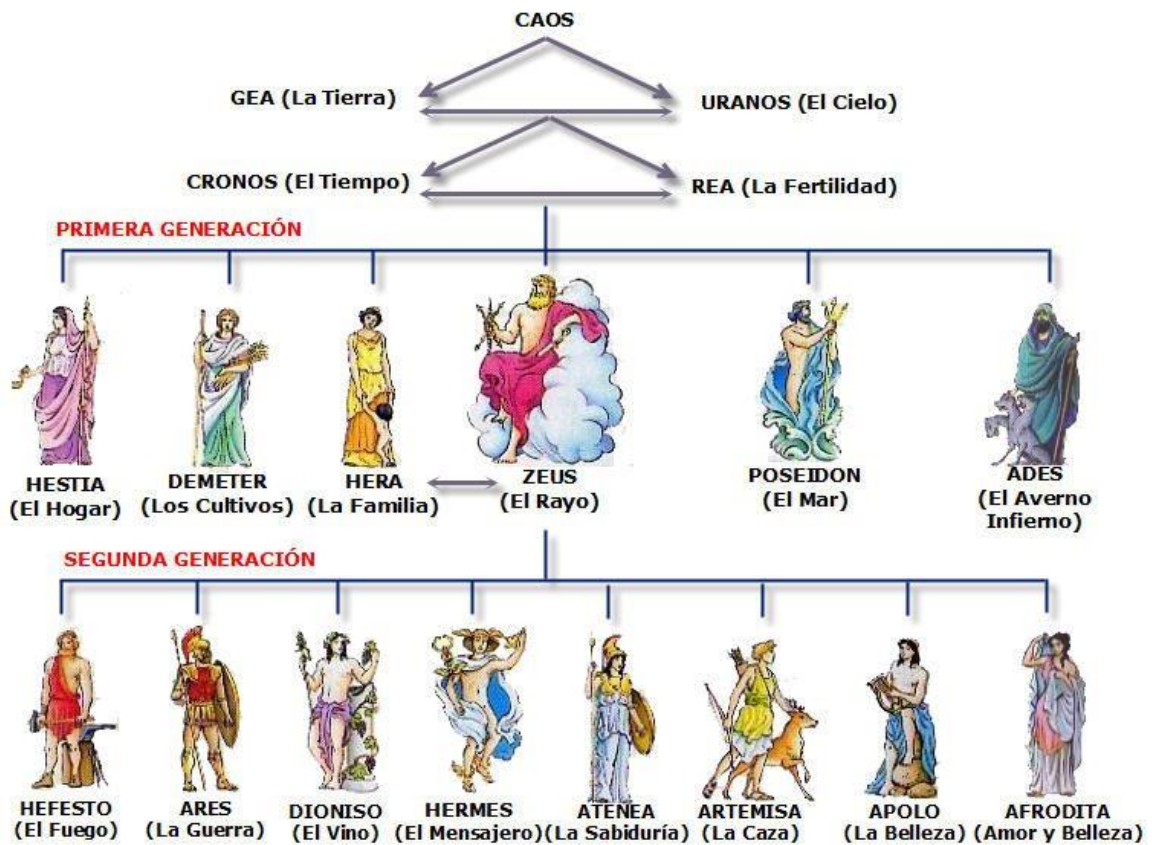 CAOS
GEA (La Tierra)
URANOS (El Cielo)
CRONOS (El Tiempo)
REA (La Fertilidad)
PRIMERA GENERACIÓN
HESTIA
(El Hogar)
DEMETER
(Los Cultivos)
HERA
(La Familia)
ZEUS
(El Rayo)
POSEIDON
(El Mar)
ADES
(El Averno
Infierno)
SEGUNDA GENERACIÓN
HEFESTO
(El Fuego)
ARES
(La Guerra)
DIONISO
(El Vino)
HERMES
(El Mensajero)
ATENEA
(La Sabiduría)
ARTEMISA
(La Caza)
APOLO
(La Belleza)
AFRODITA
(Amor y Belleza)